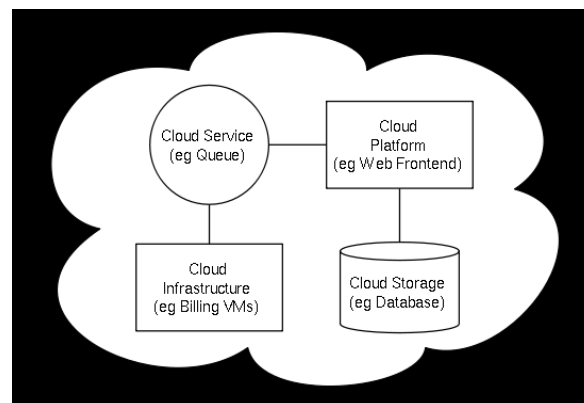 Cloud Service
(eg Queue)
Cloud
Platform
(eg Web Frontend)
Cloud
Infrastructure
(eg Billing VMs)
Cloud Storage
(eg Database)